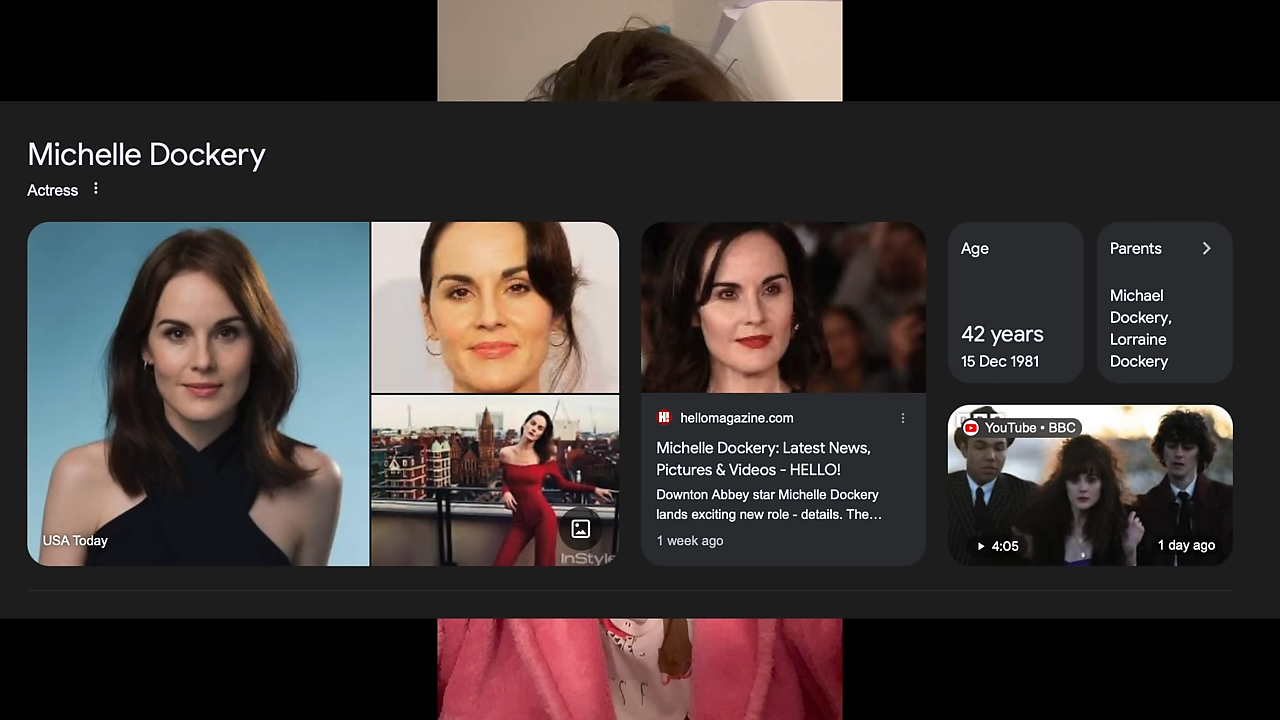 Michelle Dockery
Actress
USA Today
InStyle
hellomagazine.com
Michelle Dockery: Latest News,
Pictures & Videos - HELLO!
Downton Abbey star Michelle Dockery
lands exciting new role - details. The...
1 week ago
Age
42 years
15 Dec 1981
Parents
Michael
Dockery,
Lorraine
Dockery
YouTube • BBC
4:05
1 day ago